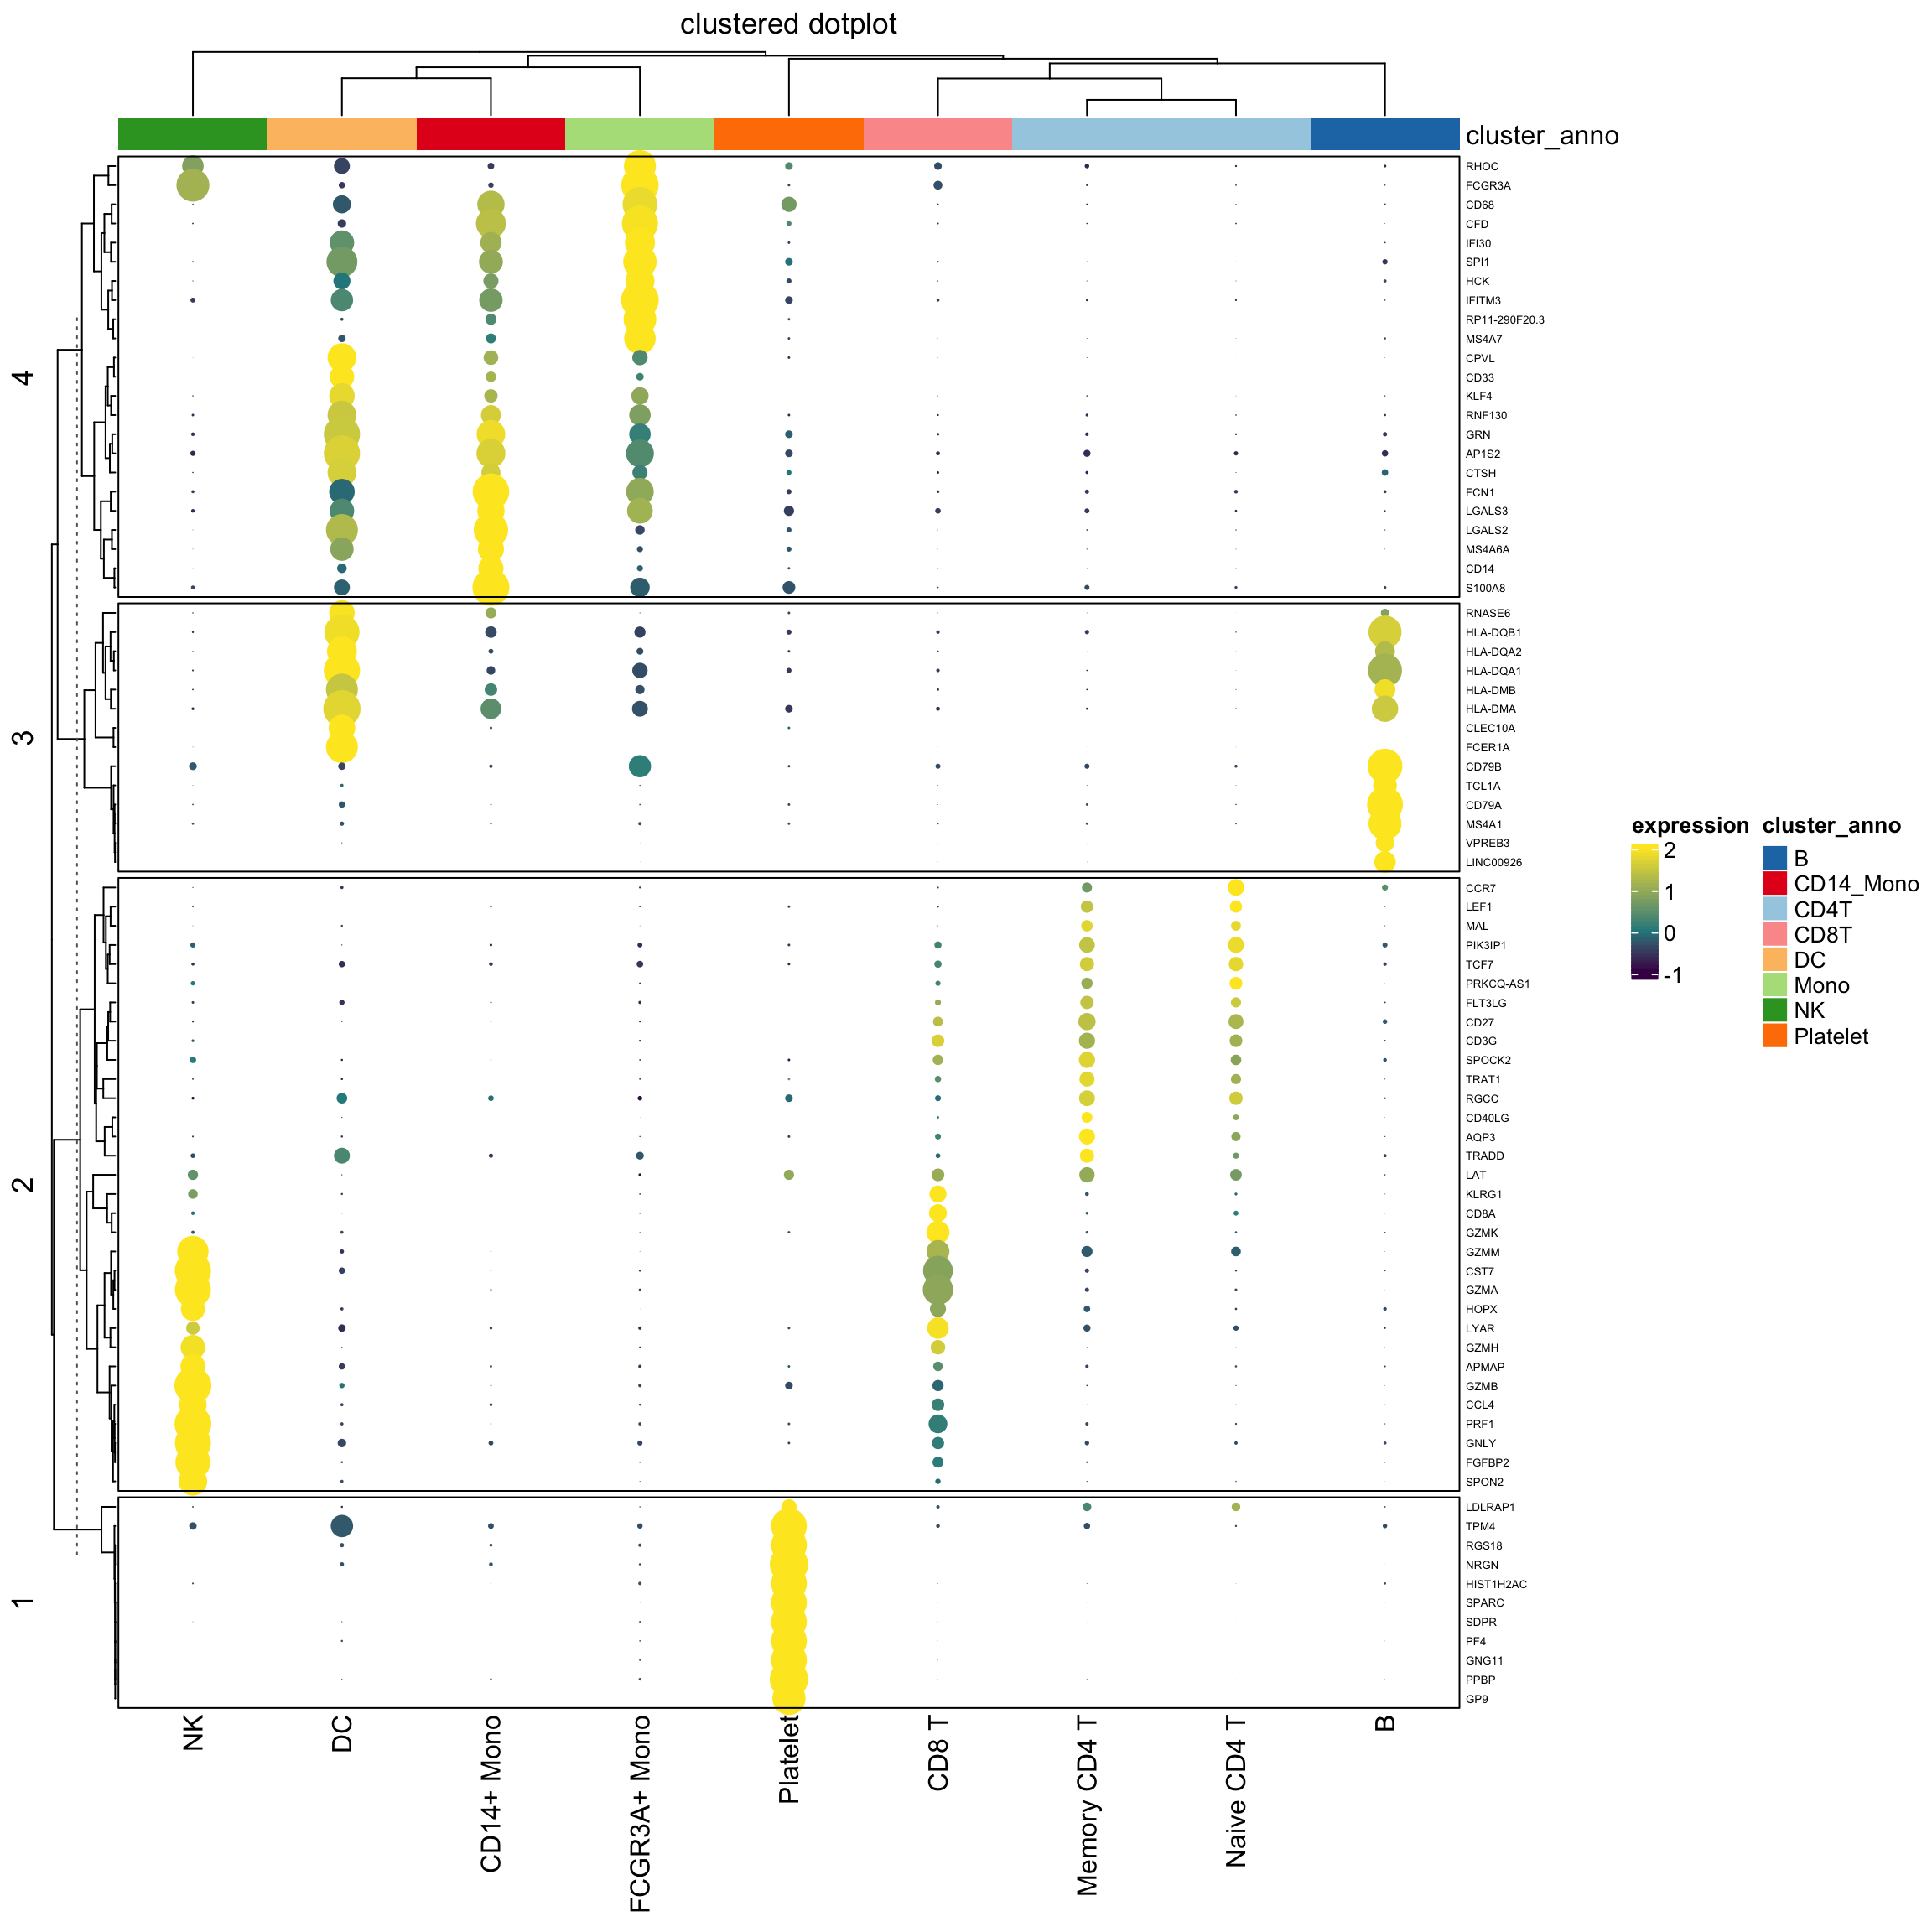 clustered dotplot
cluster_anno
4
RHOC
FCGR3A
CD68
CFD
IFI30
SPI1
HCK
IFITM3
RP11-290F20.3
MS4A7
CPVL
CD33
KLF4
RNF130
GRN
AP1S2
CTSH
FCN1
LGALS3
LGALS2
MS4A6A
CD14
S100A8
3
RNASE6
HLA-DQB1
HLA-DQA2
HLA-DQA1
HLA-DMB
HLA-DMA
CLEC10A
FCER1A
CD79B
TCL1A
CD79A
MS4A1
VPREB3
LINC00926
2
CCR7
LEF1
MAL
PIK3IP1
TCF7
PRKCQ-AS1
FLT3LG
CD27
CD3G
SPOCK2
TRAT1
RGCC
CD40LG
AQP3
TRADD
LAT
KLRG1
CD8A
GZMK
GZMM
CST7
GZMA
HOPX
LYAR
GZMH
APMAP
GZMB
CCL4
PRF1
GNLY
FGFBP2
SPON2
1
LDLRAP1
TPM4
RGS18
NRGN
HIST1H2AC
SPARC
SDPR
PF4
GNG11
PPBP
GP9
NK
DC
CD14+ Mono
FCGR3A+ Mono
Platelet
CD8 T
Memory CD4 T
Naive CD4 T
B
expression
2
1
0
-1
cluster_anno
B
CD14_Mono
CD4T
CD8T
DC
Mono
NK
Platelet